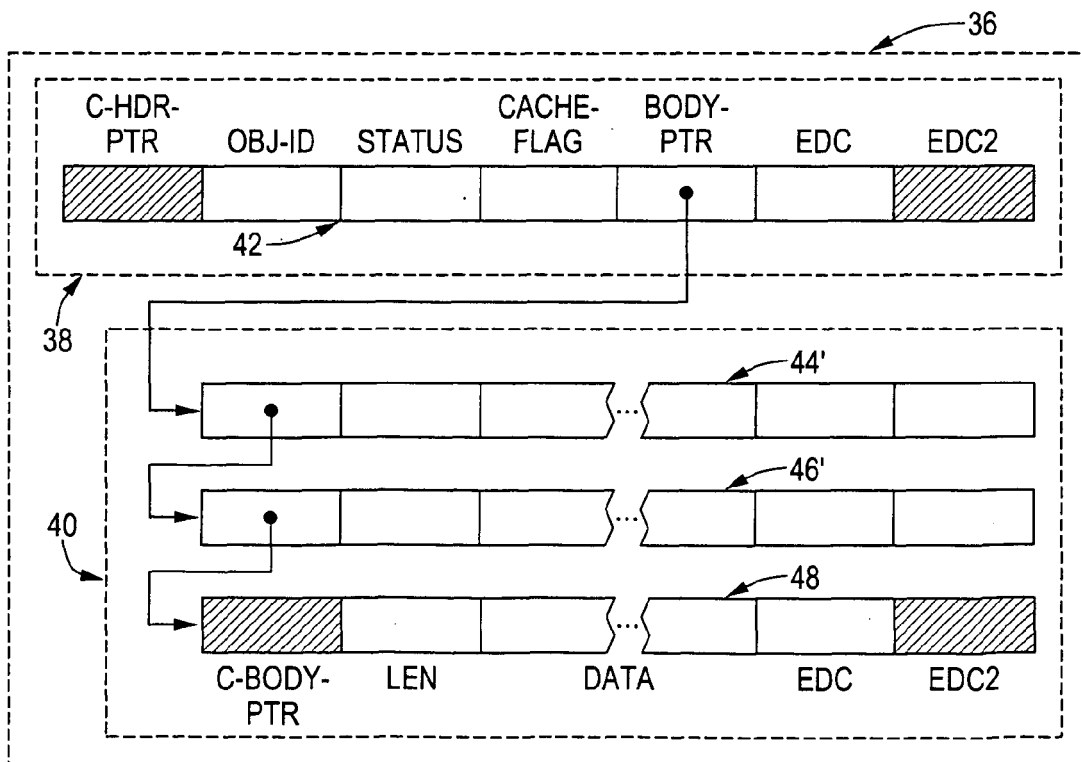 36
C-HDR-
PTR
OBJ-ID
STATUS
CACHE-
FLAG
BODY-
PTR
EDC
EDC2
42
38
44'
...
46'
...
40
48
...
C-BODY-
PTR
LEN
DATA
EDC
EDC2